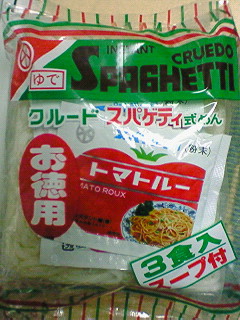 ゆで
INSTANT CRUEDO
SPAGHETTI
クルード スパゲティ式めん
(粉末)
お徳用
トマトルー
TOMATO ROUX
3食入
スープ付